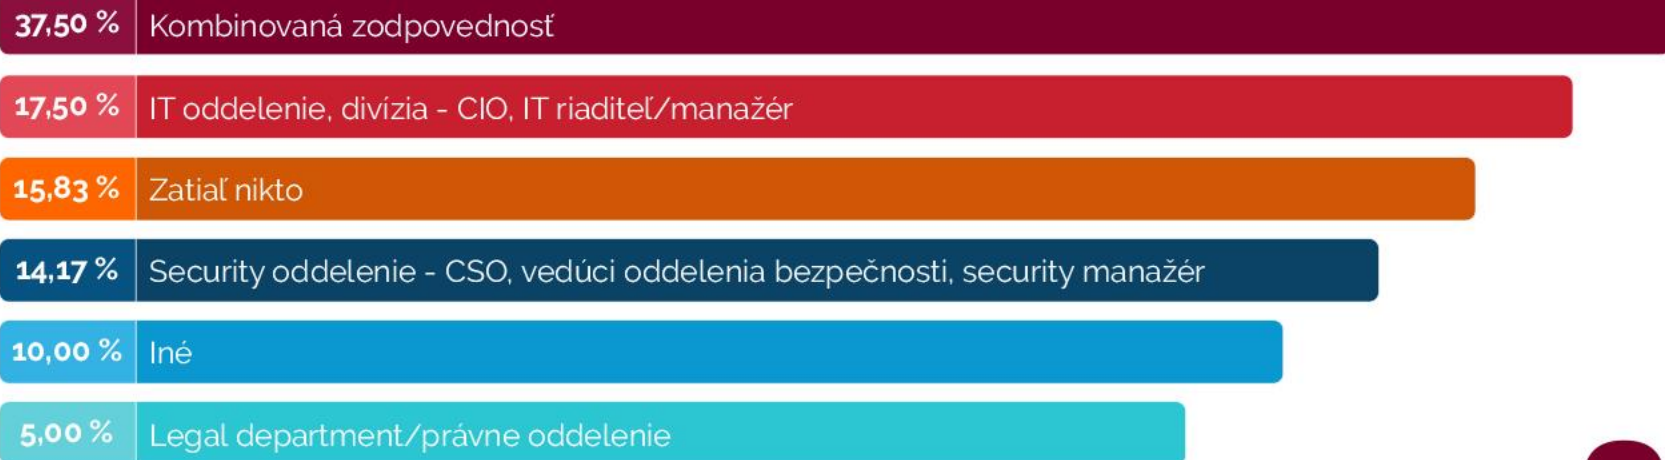 37,50 % Kombinovaná zodpovednosť
17,50 % IT oddelenie, divízia - CIO, IT riaditeľ/manažér
15,83 % Zatiaľ nikto
14,17 % Security oddelenie - CSO, vedúci oddelenia bezpečnosti, security manažér
10,00 % Iné
5,00 % Legal department/právne oddelenie